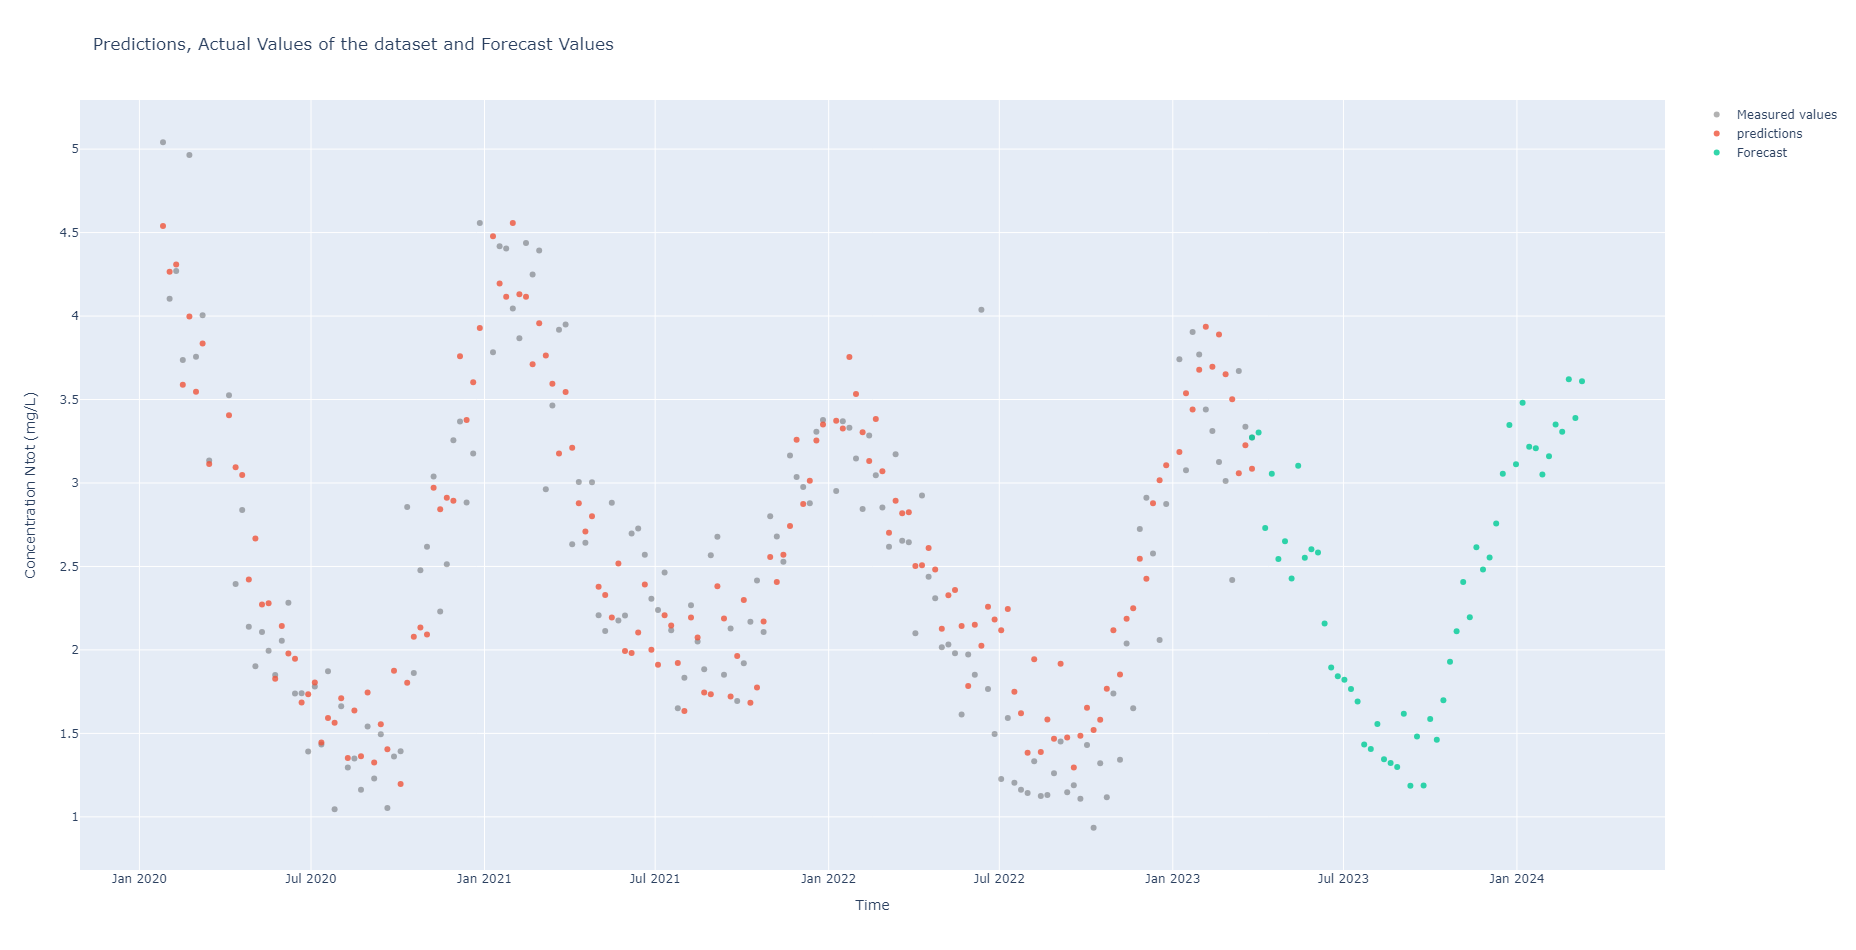 Predictions, Actual Values of the dataset and Forecast Values
Measured values
predictions
Forecast
Concentration Ntot (mg/L)
5
4.5
4
3.5
3
2.5
2
1.5
1
Jan 2020
Jul 2020
Jan 2021
Jul 2021
Jan 2022
Jul 2022
Jan 2023
Jul 2023
Jan 2024
Time